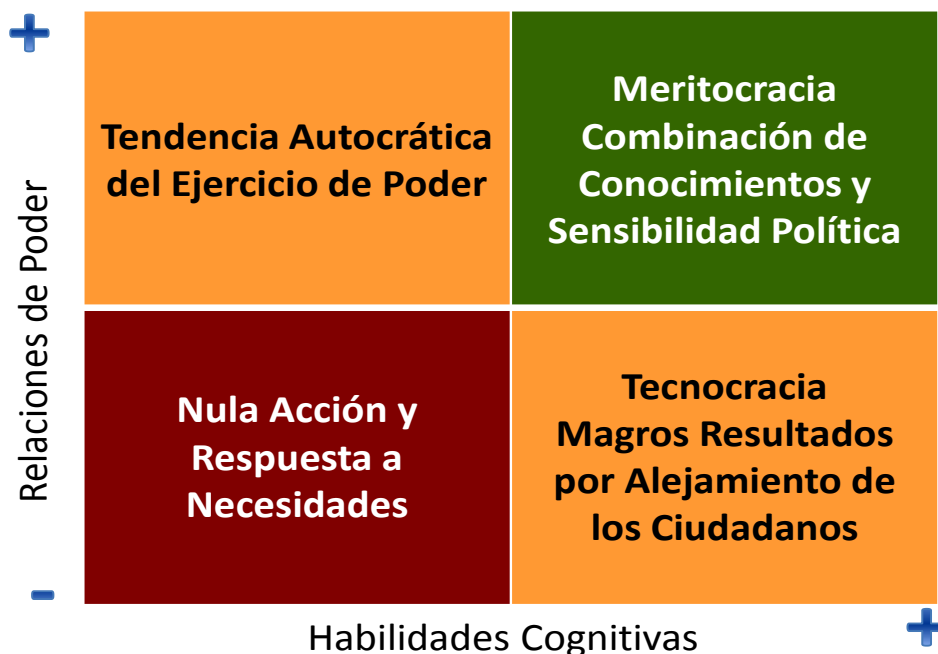 +
Tendencia Autocrática
del Ejercicio de Poder
Meritocracia
Combinación de
Conocimientos y
Sensibilidad Política
Relaciones de Poder
Nula Acción y
Respuesta a
Necesidades
Tecnocracia
Magros Resultados
por Alejamiento de
los Ciudadanos
-
Habilidades Cognitivas
+